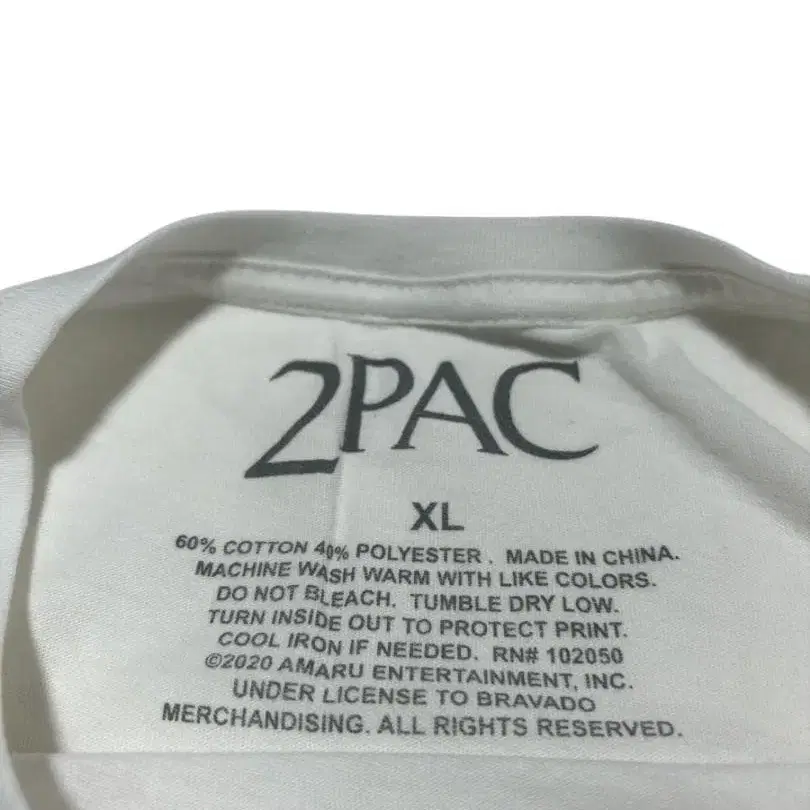 2PAC
XL
60% COTTON 40% POLYESTER. MADE IN CHINA.
MACHINE WASH WARM WITH LIKE COLORS.
DO NOT BLEACH. TUMBLE DRY LOW.
TURN INSIDE OUT TO PROTECT PRINT.
COOL IRON IF NEEDED. RN# 102050
©2020 AMARU ENTERTAINMENT, INC.
UNDER LICENSE TO BRAVADO
MERCHANDISING. ALL RIGHTS RESERVED.